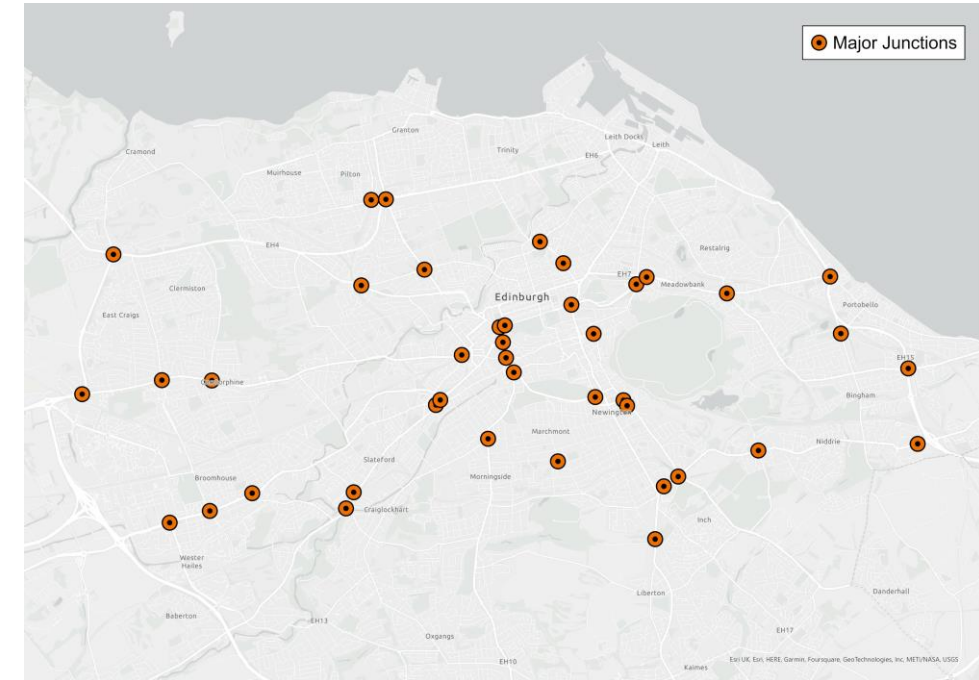 Major Junctions
Granton
Leith Docks
Leith
Cramond
Trinity
EH6
Muirhouse
Pilton
EH4
Restalrig
EH7
Meadowbank
Clermiston
Edinburgh
Portobello
East Craigs
EH15
Corstorphine
Bingham
Newington
Marchmont
Niddrie
Slateford
Broomhouse
Morningside
Craiglockhart
Inch
Wester
Hailes
Liberton
Danderhall
Baberton
EH13
EH17
Oxgangs
EH10
Kaimes
Esri UK, Esri, HERE, Garmin, Foursquare, GeoTechnologies, Inc, METI/NASA, USGS